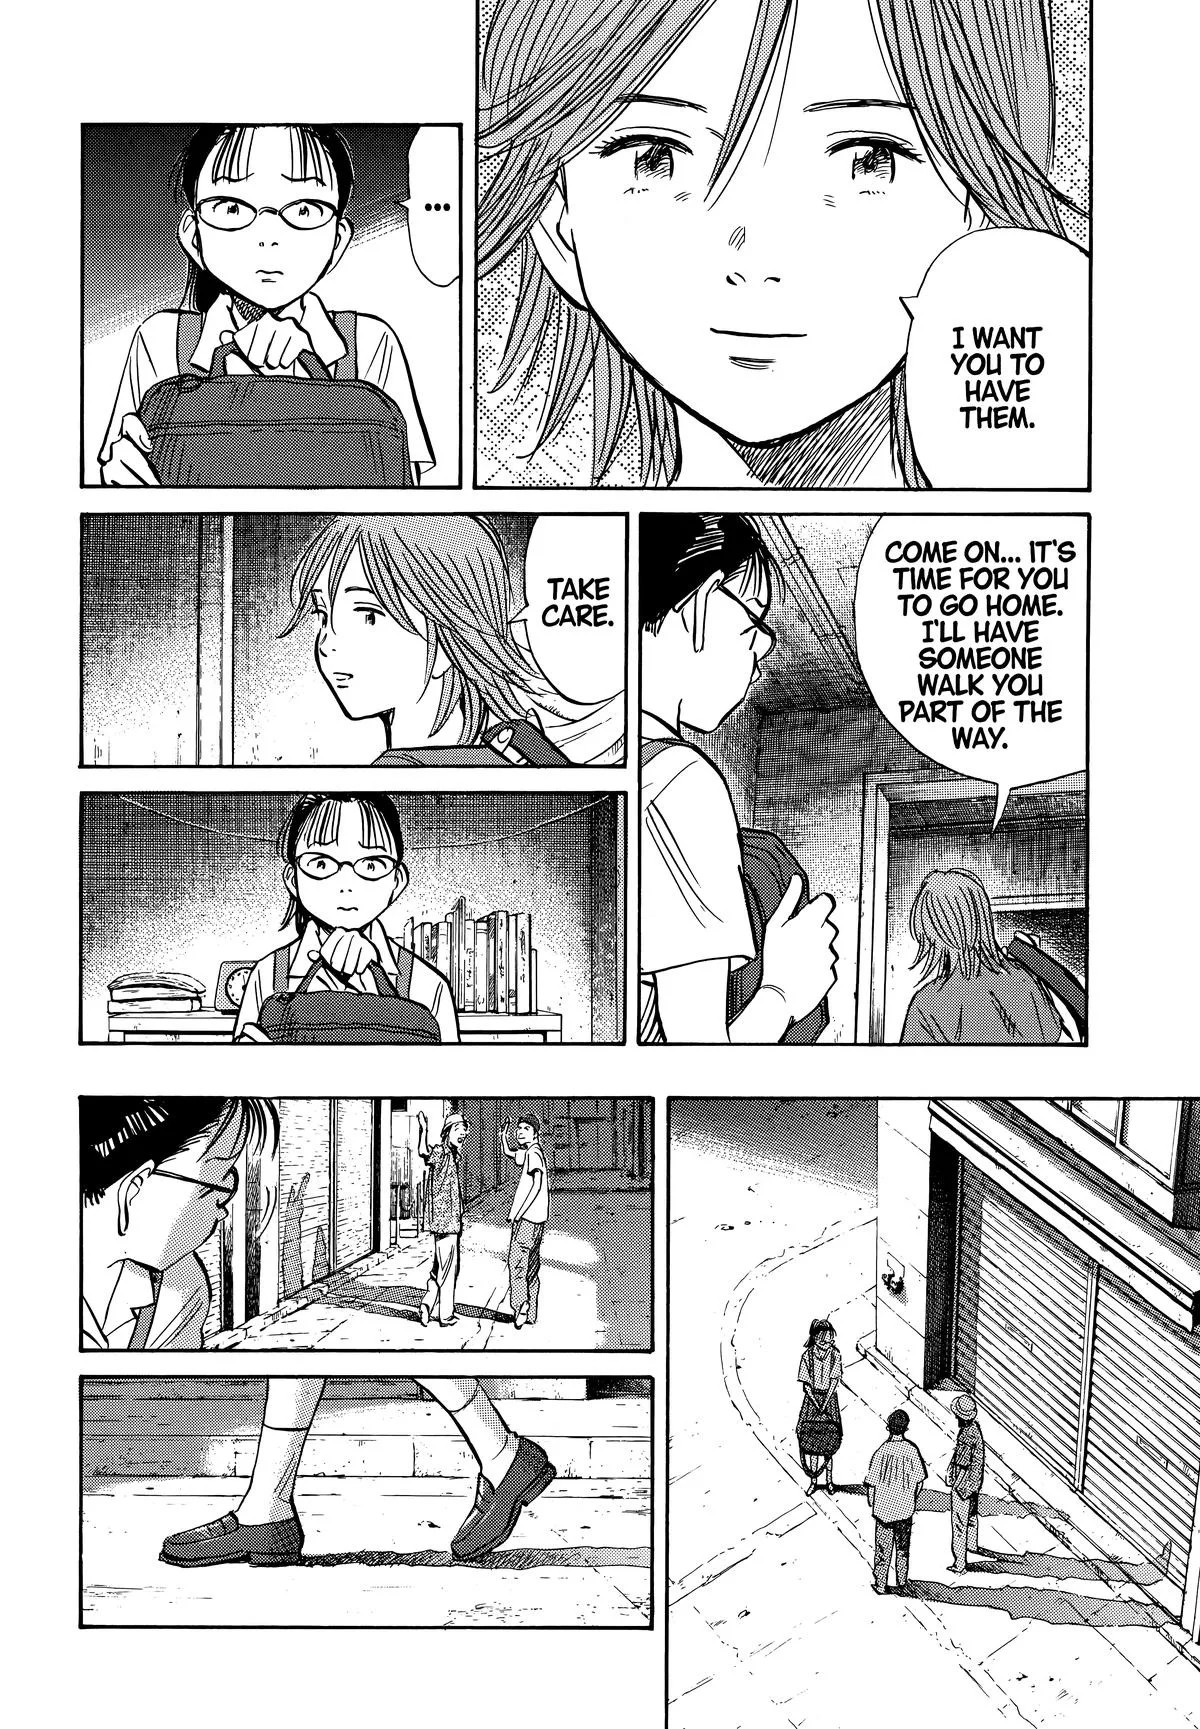 I WANT
YOU TO
HAVE
THEM.
...
COME ON... IT'S
TIME FOR YOU
TO GO HOME.
I'LL HAVE
SOMEONE
WALK YOU
PART OF THE
WAY.
TAKE
CARE.